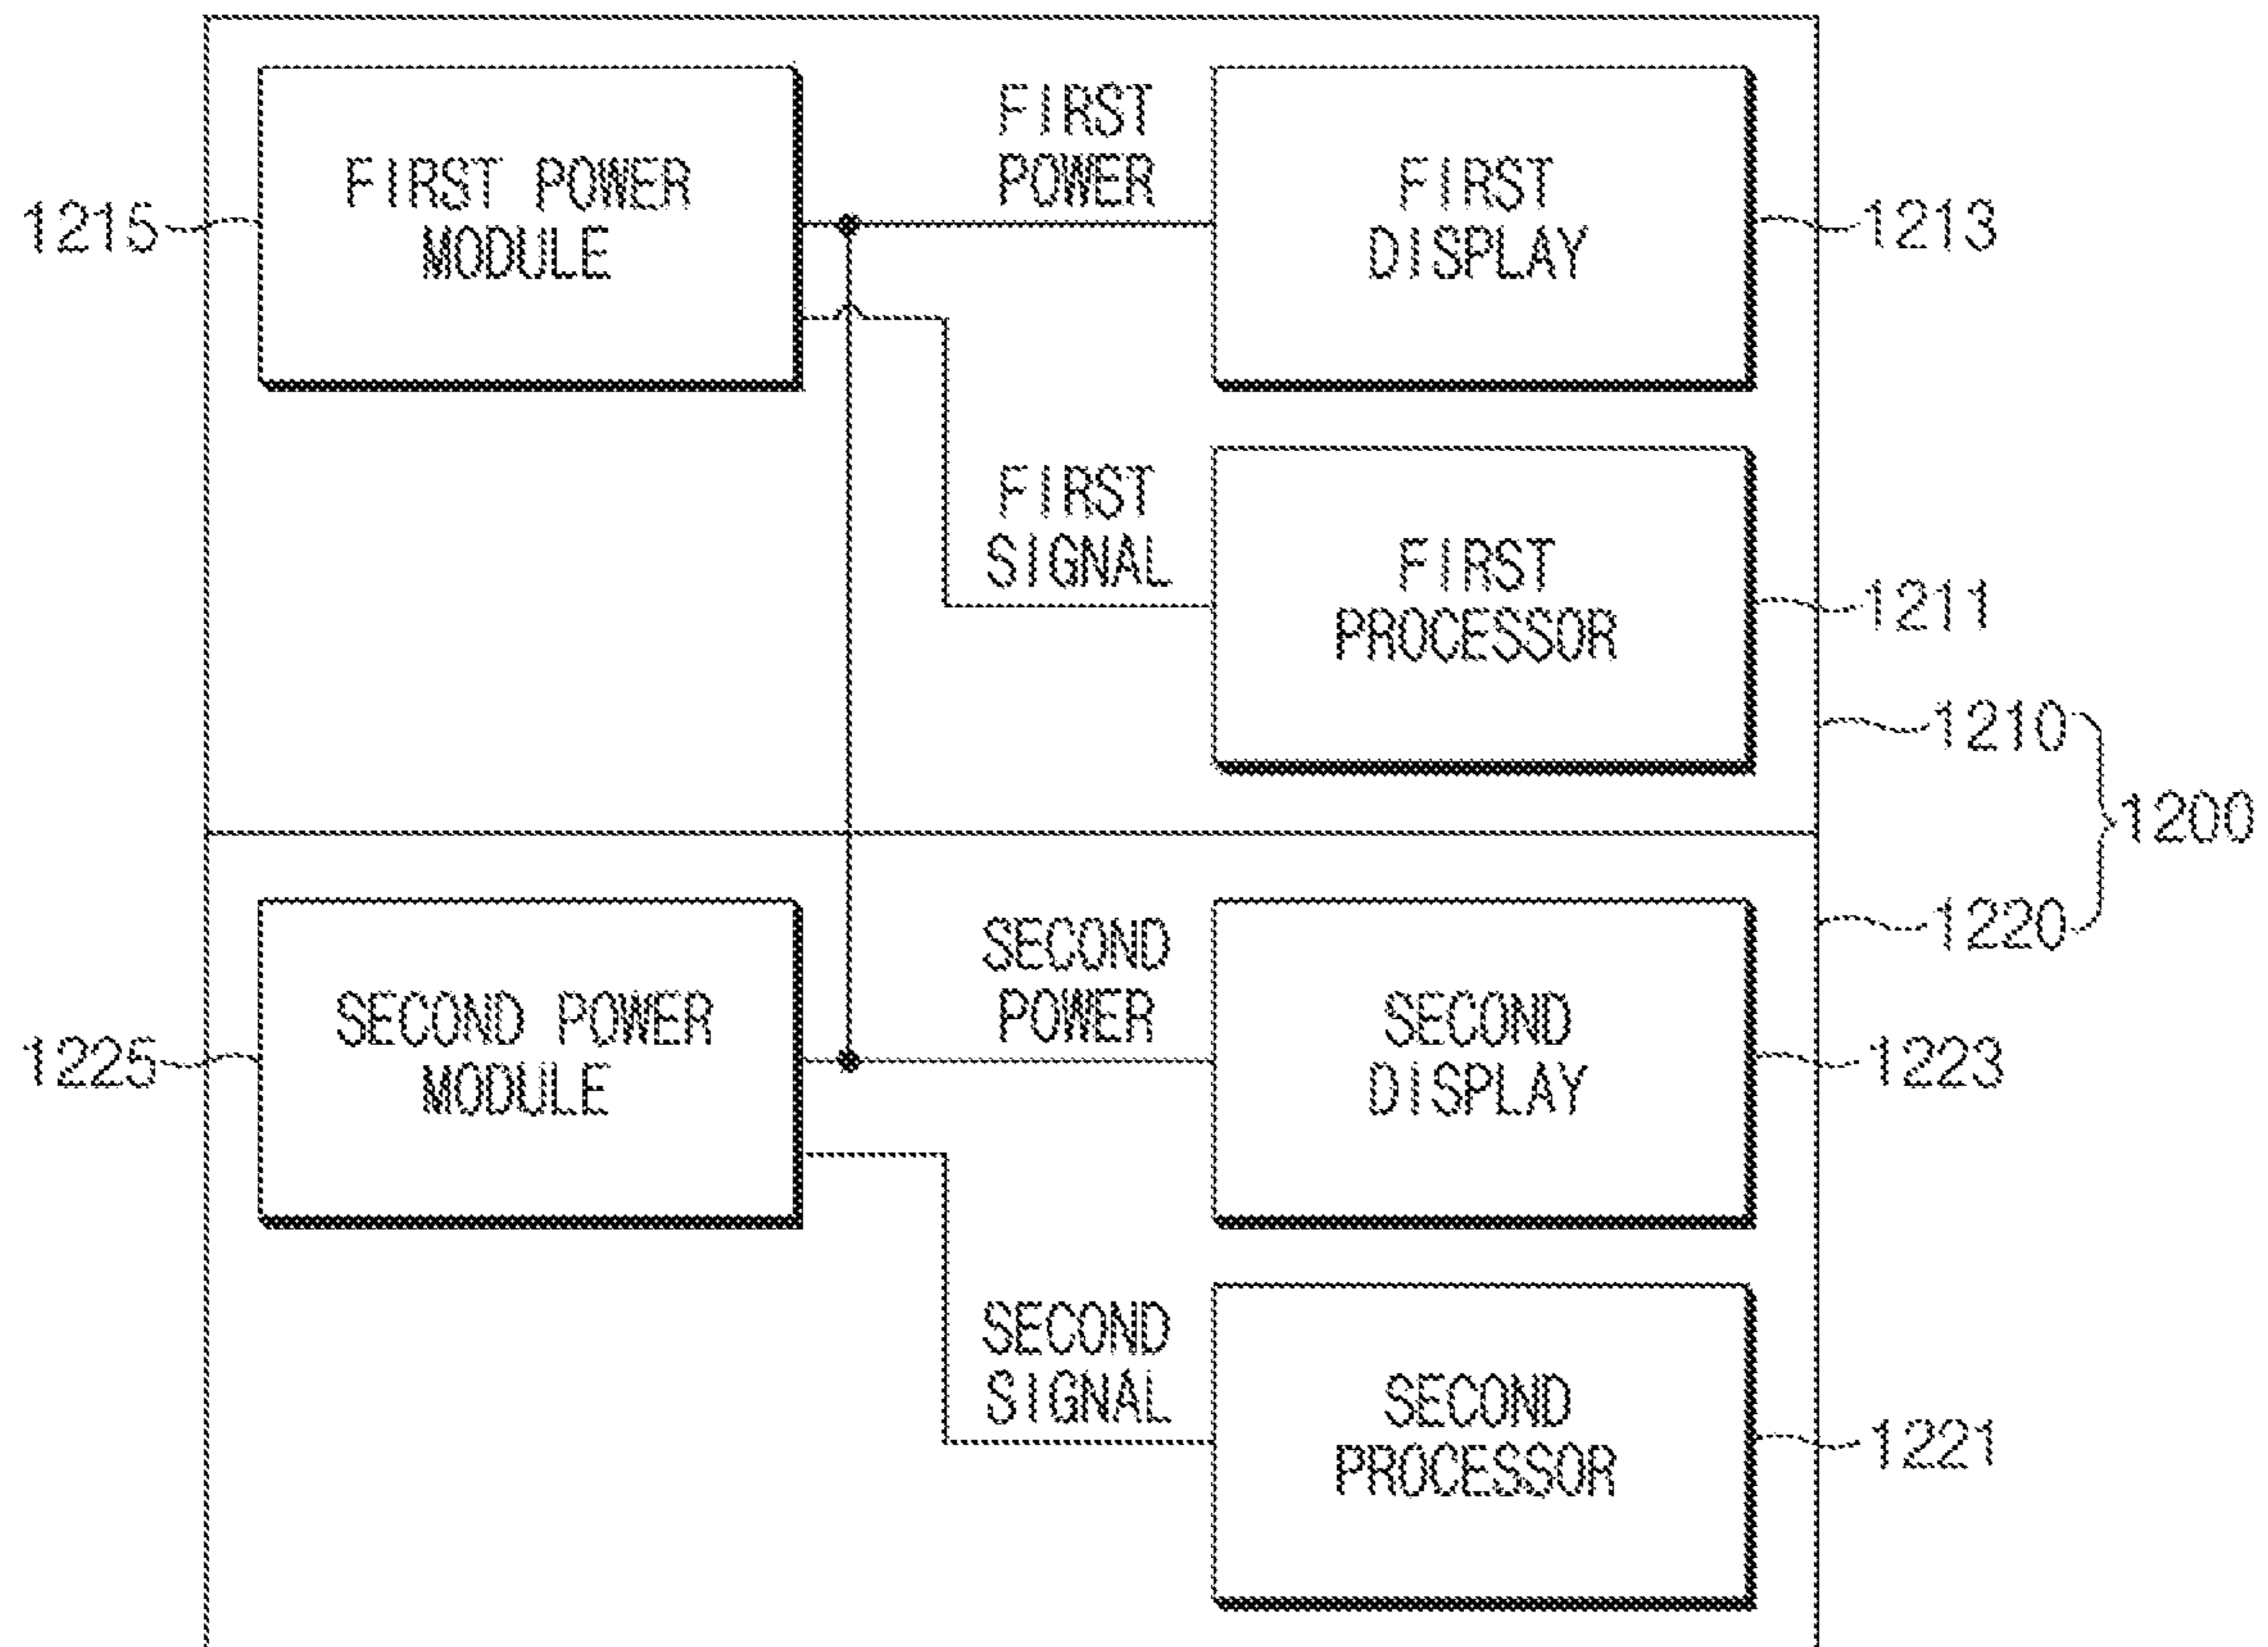 FIRST POWER
MODULE
FIRST
POWER
FIRST
DISPLAY
1215
1213
FIRST
SIGNAL
FIRST
PROCESSOR
1211
1210
1200
1220
SECOND POWER
MODULE
SECOND
POWER
SECOND
DISPLAY
1225
1223
SECOND
SIGNAL
SECOND
PROCESSOR
1221